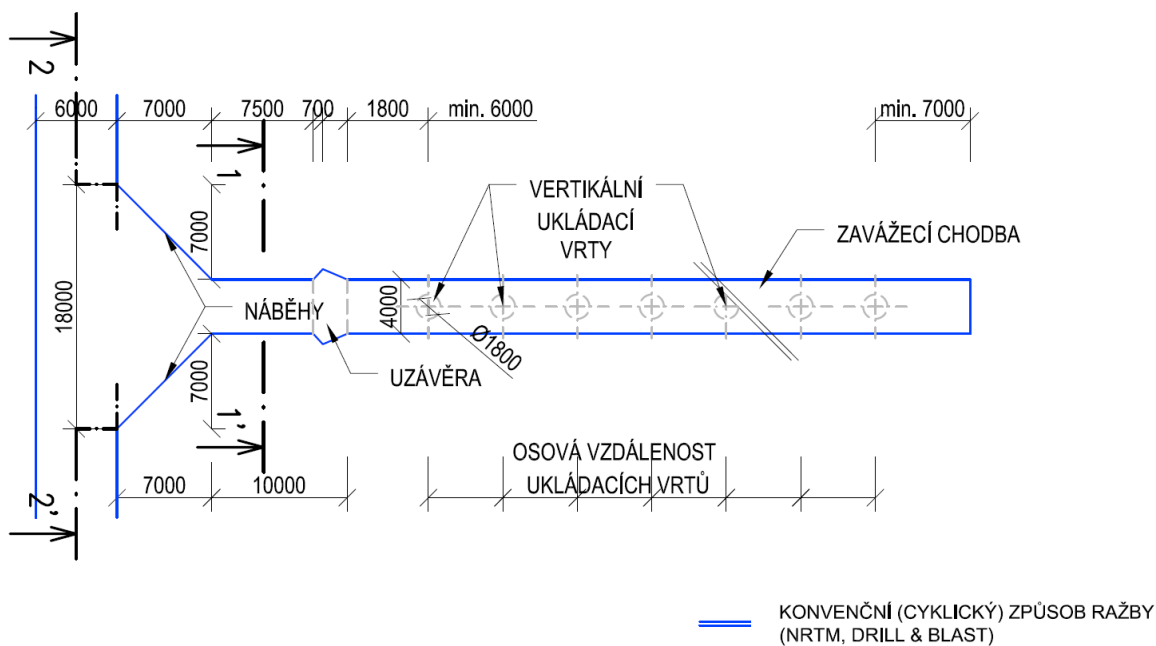 2
6000
7000
7500
700
1800
min. 6000
min. 7000
1
7000
VERTIKÁLNÍ
UKLÁDACÍ
VRTY
ZAVÁŽECÍ CHODBA
18000
NÁBĚHY
4000
Ø1800
UZÁVĚRA
7000
1'
OSOVÁ VZDÁLENOST
UKLÁDACÍCH VRTŮ
7000
10000
2'
KONVENČNÍ (CYKLICKÝ) ZPŮSOB RAŽBY
(NRTM, DRILL & BLAST)